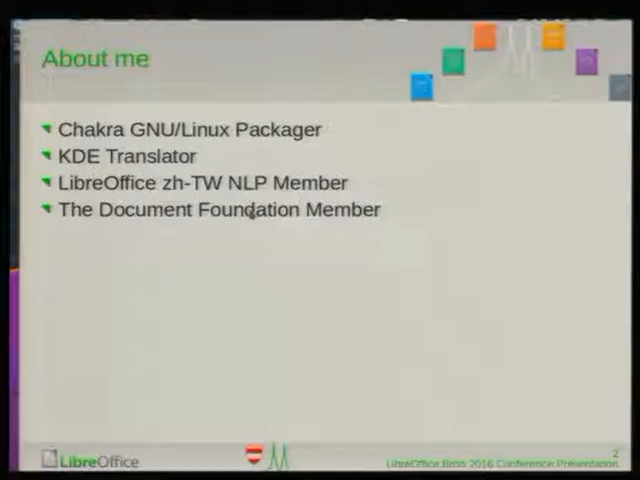 About me
Chakra GNU/Linux Packager
KDE Translator
LibreOffice zh-TW NLP Member
The Document Foundation Member
2
LibreOffice
LibreOffice Brno 2016 Conference Presentation